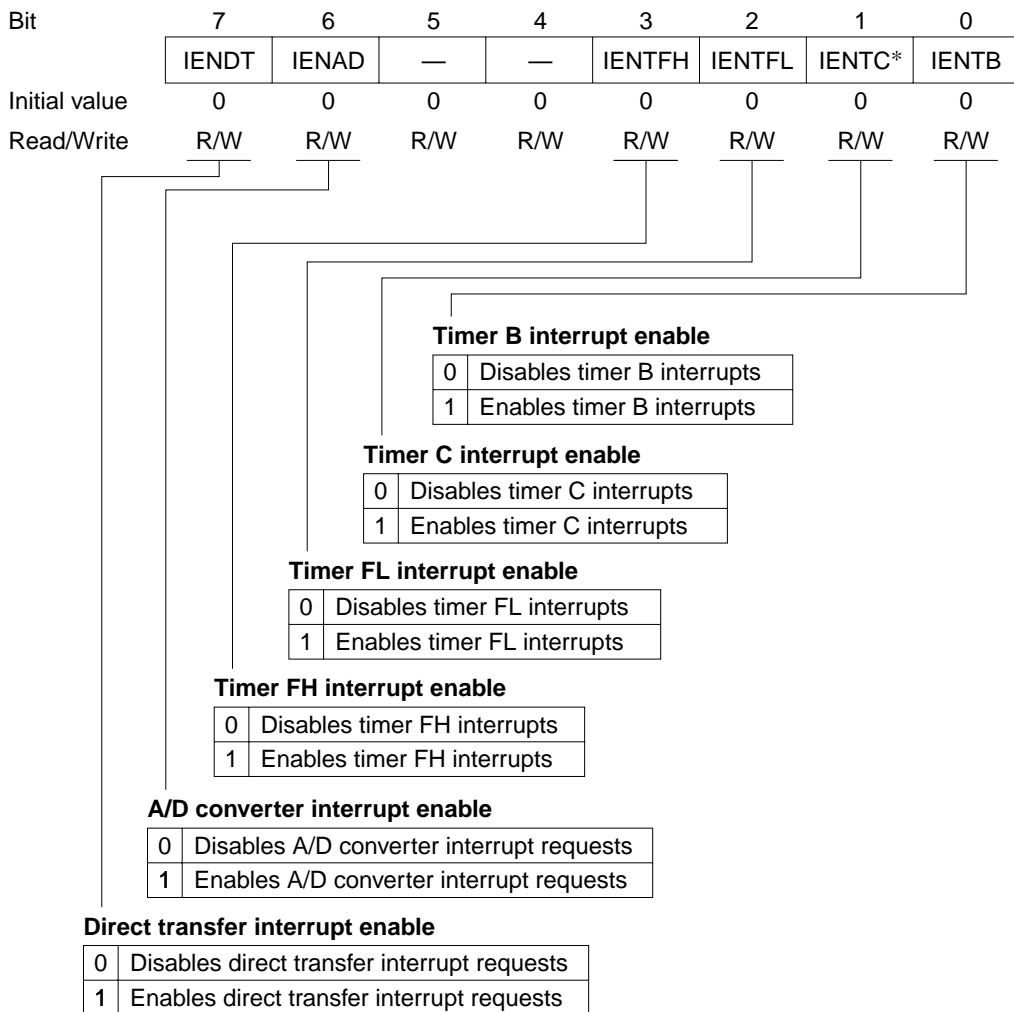 Bit 7 6 5 4 3 2 1 0
IENDT IENAD — — IENTFH IENTFL IENTC* IENTB
Initial value 0 0 0 0 0 0 0 0
Read/Write R/W R/W R/W R/W R/W R/W R/W R/W
Timer B interrupt enable
0 Disables timer B interrupts
1 Enables timer B interrupts
Timer C interrupt enable
0 Disables timer C interrupts
1 Enables timer C interrupts
Timer FL interrupt enable
0 Disables timer FL interrupts
1 Enables timer FL interrupts
Timer FH interrupt enable
0 Disables timer FH interrupts
1 Enables timer FH interrupts
A/D converter interrupt enable
0 Disables A/D converter interrupt requests
1 Enables A/D converter interrupt requests
Direct transfer interrupt enable
0 Disables direct transfer interrupt requests
1 Enables direct transfer interrupt requests